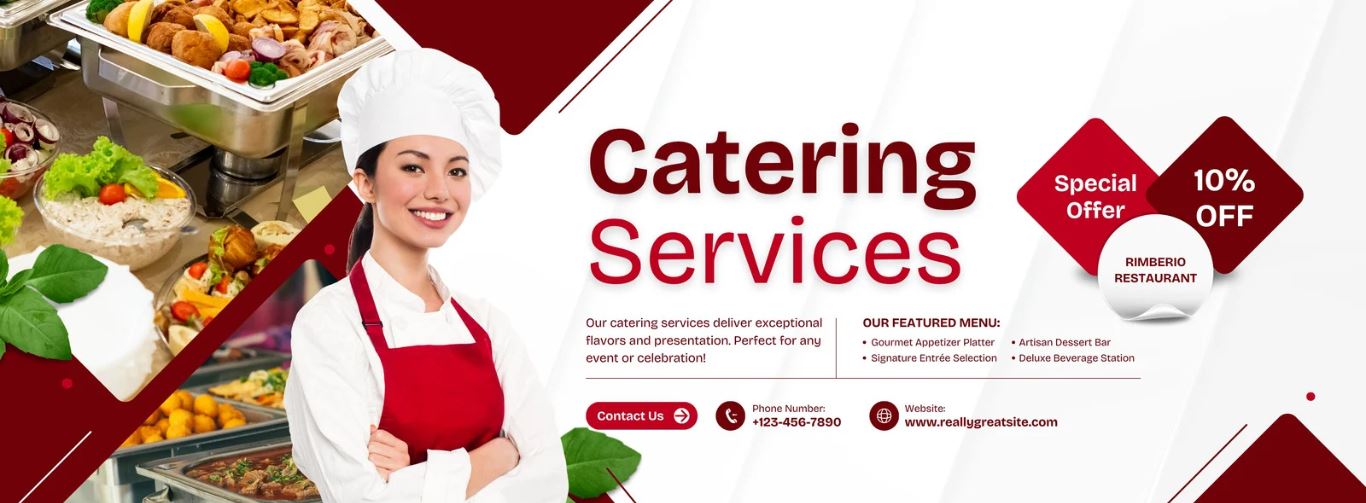 Catering
Services
Special
Offer
10%
OFF
RIMBERIO
RESTAURANT
Our catering services deliver exceptional
flavors and presentation. Perfect for any
event or celebration!
OUR FEATURED MENU:
• Gourmet Appetizer Platter
• Signature Entrée Selection
• Artisan Dessert Bar
• Deluxe Beverage Station
Contact Us
Phone Number:
+123-456-7890
Website:
www.reallygreatsite.com